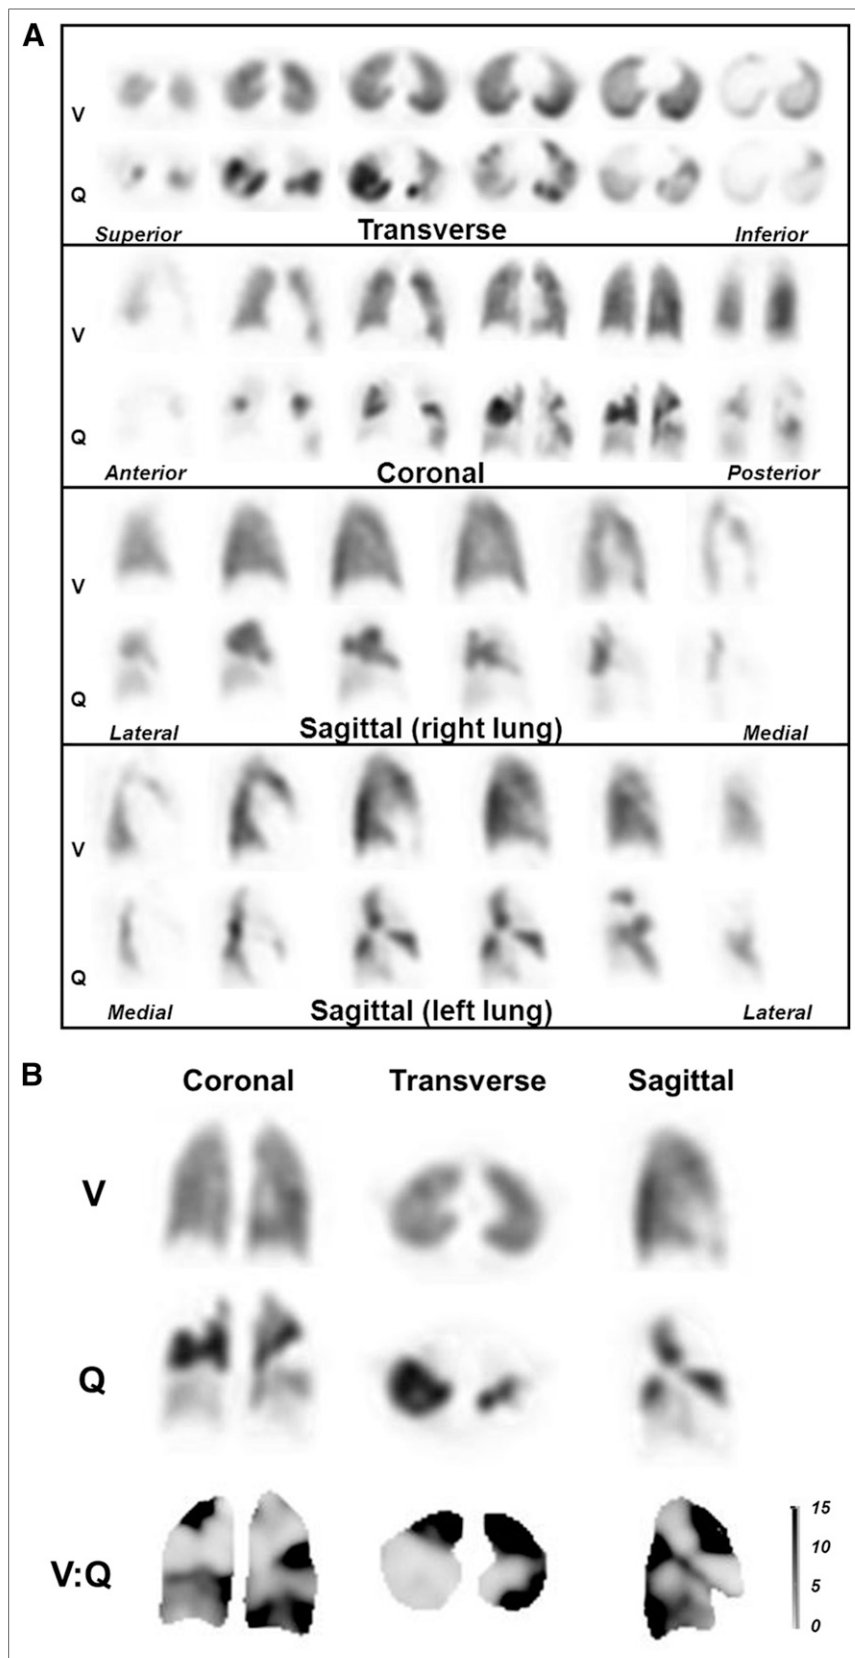 A
V
Q
Superior Transverse Inferior
V
Q
Anterior Coronal Posterior
V
Q
Lateral Sagittal (right lung) Medial
V
Q
Medial Sagittal (left lung) Lateral
B
Coronal Transverse Sagittal
V
Q
V:Q
15
10
5
0